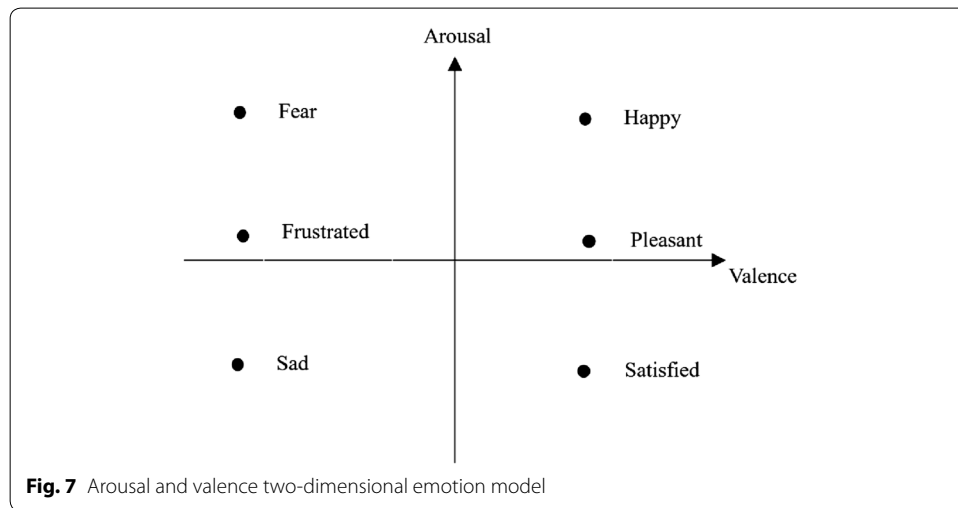 Arousal
Fear
Happy
Frustrated
Pleasant
Valence
Sad
Satisfied
Fig. 7 Arousal and valence two-dimensional emotion model